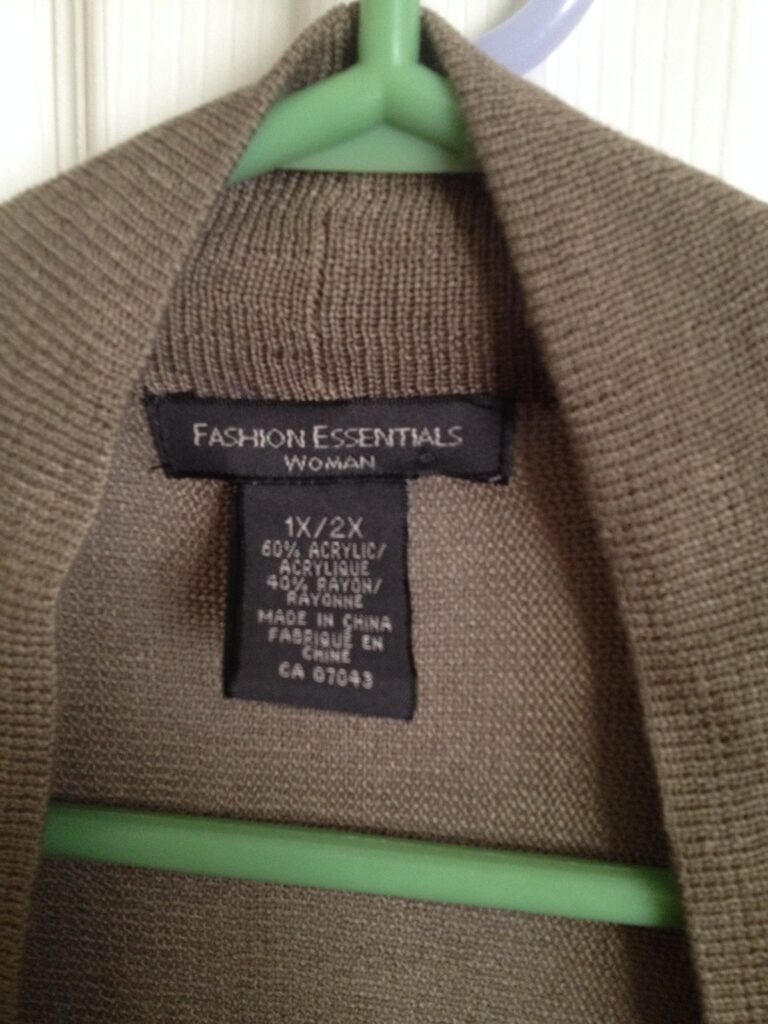 FASHION ESSENTIALS
WOMAN
1X/2X
60% ACRYLIC/
ACRYLIQUE
40% RAYON/
RAYONNE
MADE IN CHINA
FABRIQUÉ EN
CHINE
CA 07043